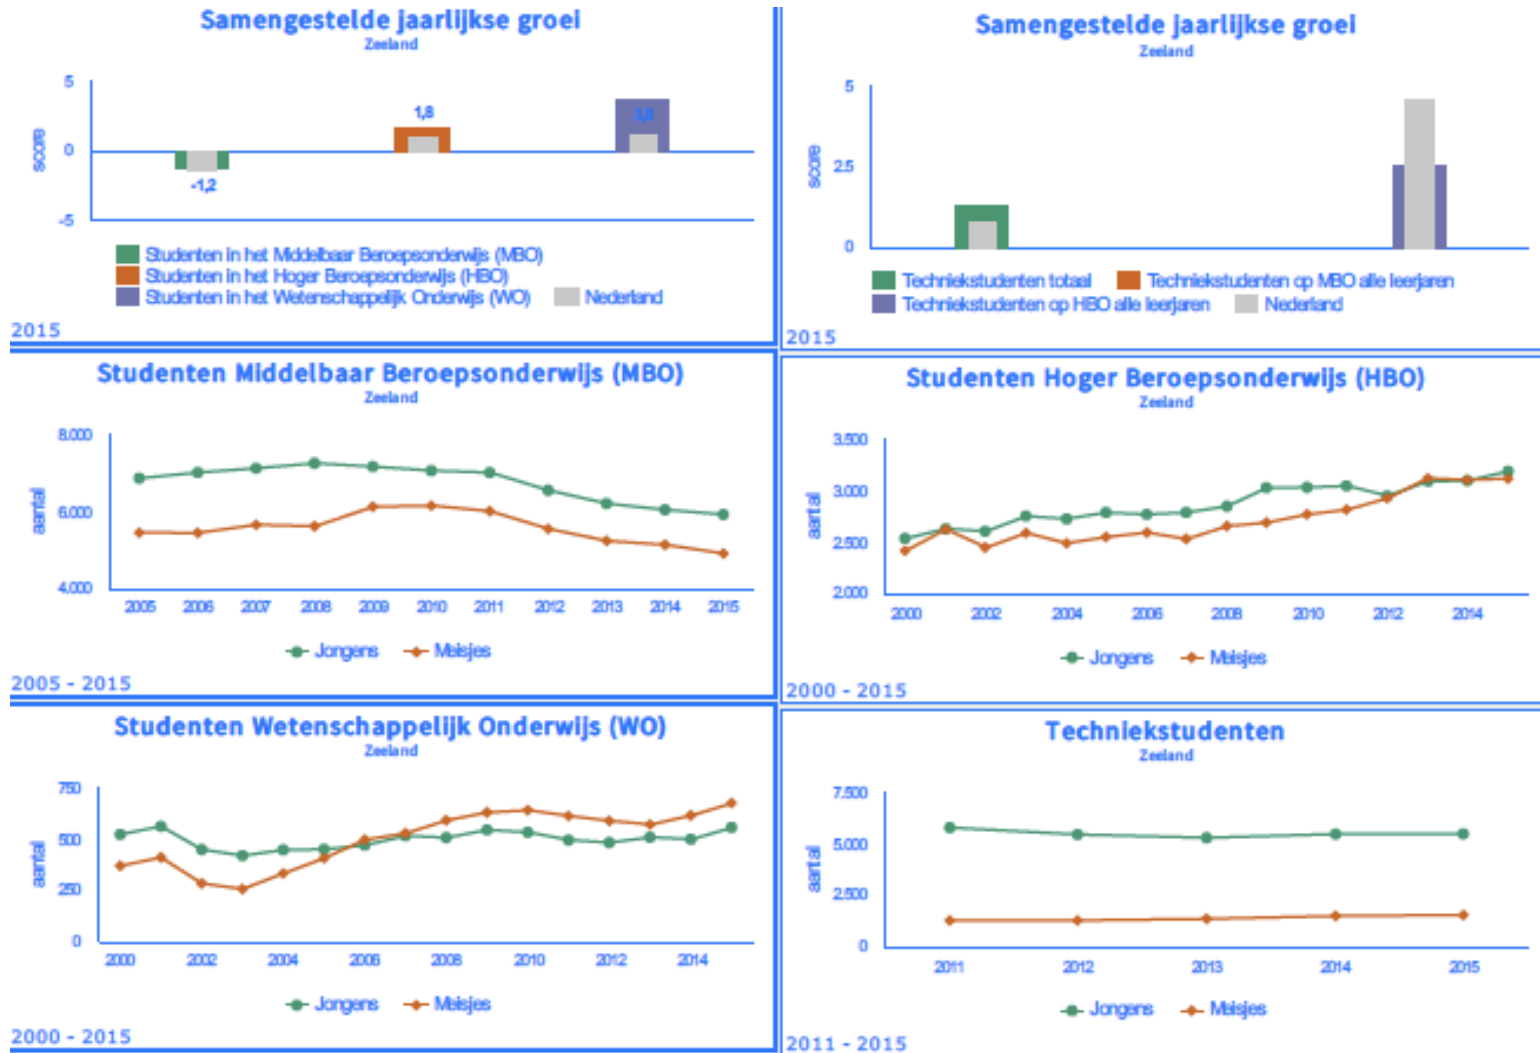 Samengestelde jaarlijkse groei
Zeeland
5
0
-5
score
-1,2
1,8
3,8
Studenten in het Middelbaar Beroepsonderwijs (MBO)
Studenten in het Hoger Beroepsonderwijs (HBO)
Studenten in het Wetenschappelijk Onderwijs (WO) Nederland
2015
Samengestelde jaarlijkse groei
Zeeland
5
2.5
0
score
Techniekstudenten totaal Techniekstudenten op MBO alle leerjaren
Techniekstudenten op HBO alle leerjaren Nederland
2015
Studenten Middelbaar Beroepsonderwijs (MBO)
Zeeland
8.000
6.000
4.000
aantal
2005 2006 2007 2008 2009 2010 2011 2012 2013 2014 2015
Jongens Meisjes
2005 - 2015
Studenten Hoger Beroepsonderwijs (HBO)
Zeeland
3.500
3.000
2.500
2.000
aantal
2000 2002 2004 2006 2008 2010 2012 2014
Jongens Meisjes
2000 - 2015
Studenten Wetenschappelijk Onderwijs (WO)
Zeeland
750
500
250
0
aantal
2000 2002 2004 2006 2008 2010 2012 2014
Jongens Meisjes
2000 - 2015
Techniekstudenten
Zeeland
7.500
5.000
2.500
0
aantal
2011 2012 2013 2014 2015
Jongens Meisjes
2011 - 2015